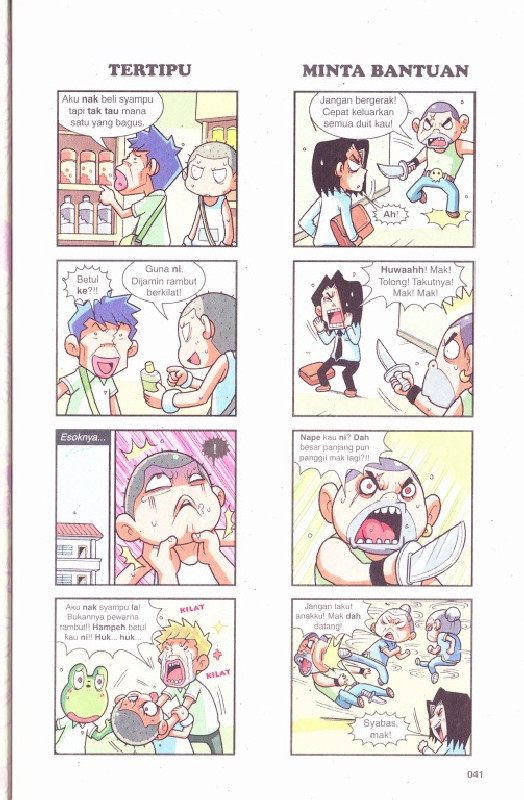 TERTIPU
Aku nak beli syampu
tapi tak tau mana
satu yang bagus.
Betul
ke?!!
Guna ni.
Dijamin rambut
berkilat!
Esoknya...
!
Aku nak syampu la!
Bukannya pewarna
rambut!! Hampeh betul
kau ni!! Huk... huk...
KILAT
KILAT
MINTA BANTUAN
Jangan bergerak!
Cepat keluarkan
semua duit kau!
Ah!
Huwaahh! Mak!
Tolong! Takutnya!
Mak! Mak!
Nape kau ni? Dah
besar panjang pun
panggil mak lagi?!!
Jangan takut
anakku! Mak dah
datang!
Syabas,
mak!
041